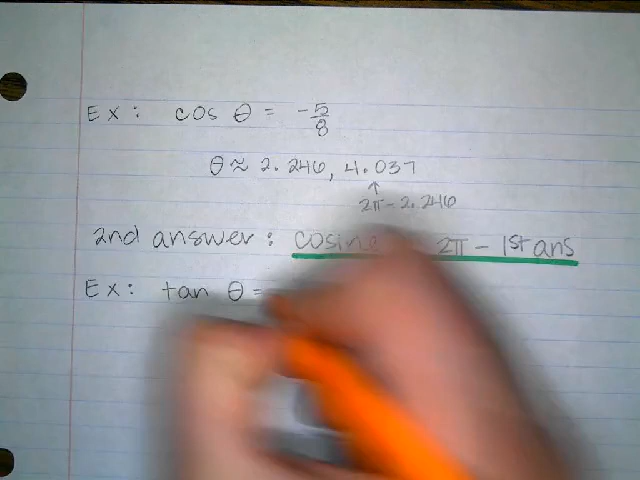 Ex: cos θ = -5/8
θ ≈ 2.246, 4.037
↑
2π - 2.246
2nd answer: cosine 2π - 1st ans
Ex: tan θ =